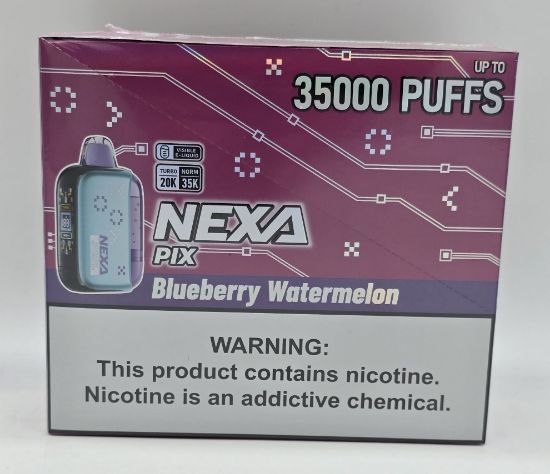 UP TO
35000 PUFFS
VISIBLE
E-LIQUID
TURBO NORM
20K 35K
NEXA
PIX
NEXA
Blueberry Watermelon
WARNING:
This product contains nicotine.
Nicotine is an addictive chemical.